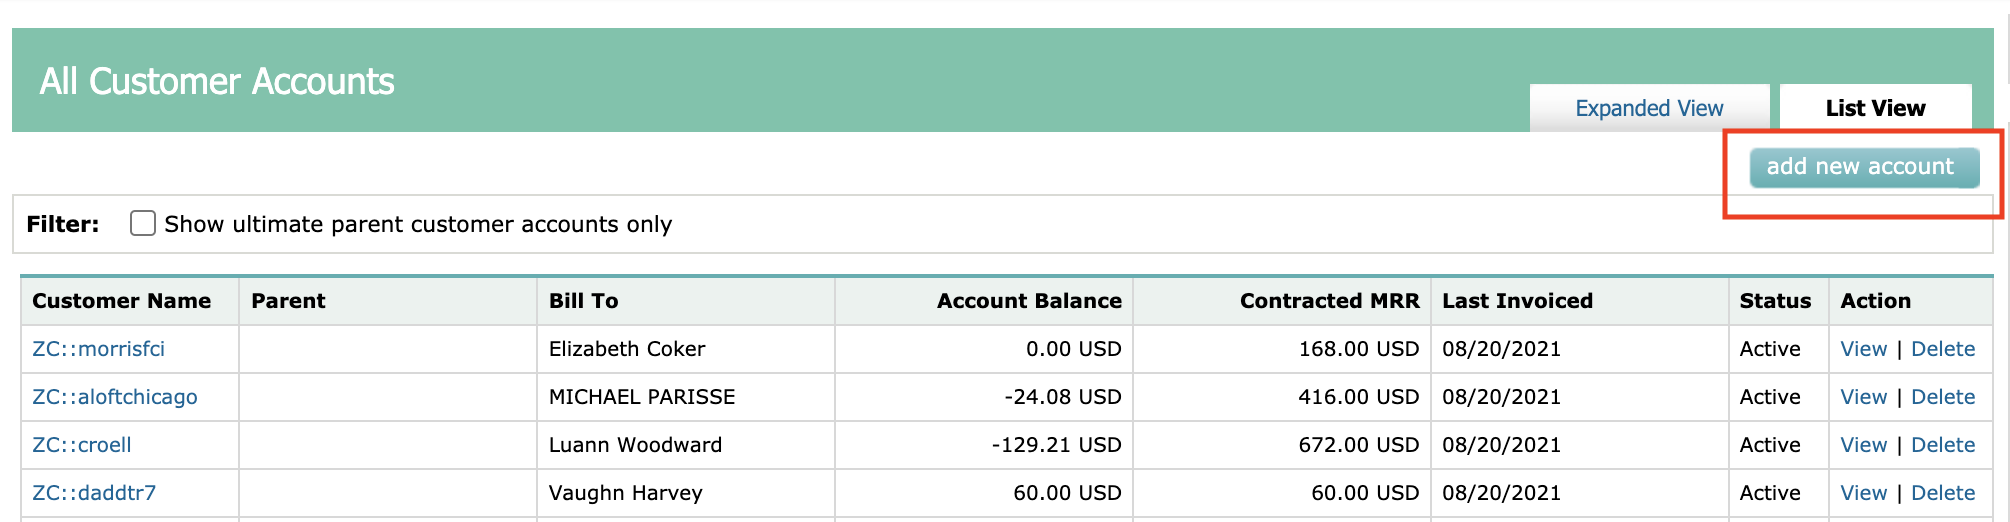 All Customer Accounts
Expanded View List View
add new account
Filter: Show ultimate parent customer accounts only
Customer Name Parent Bill To Account Balance Contracted MRR Last Invoiced Status Action
ZC::morrisfci Elizabeth Coker 0.00 USD 168.00 USD 08/20/2021 Active View | Delete
ZC::aloftchicago MICHAEL PARISSE -24.08 USD 416.00 USD 08/20/2021 Active View | Delete
ZC::croell Luann Woodward -129.21 USD 672.00 USD 08/20/2021 Active View | Delete
ZC::daddtr7 Vaughn Harvey 60.00 USD 60.00 USD 08/20/2021 Active View | Delete